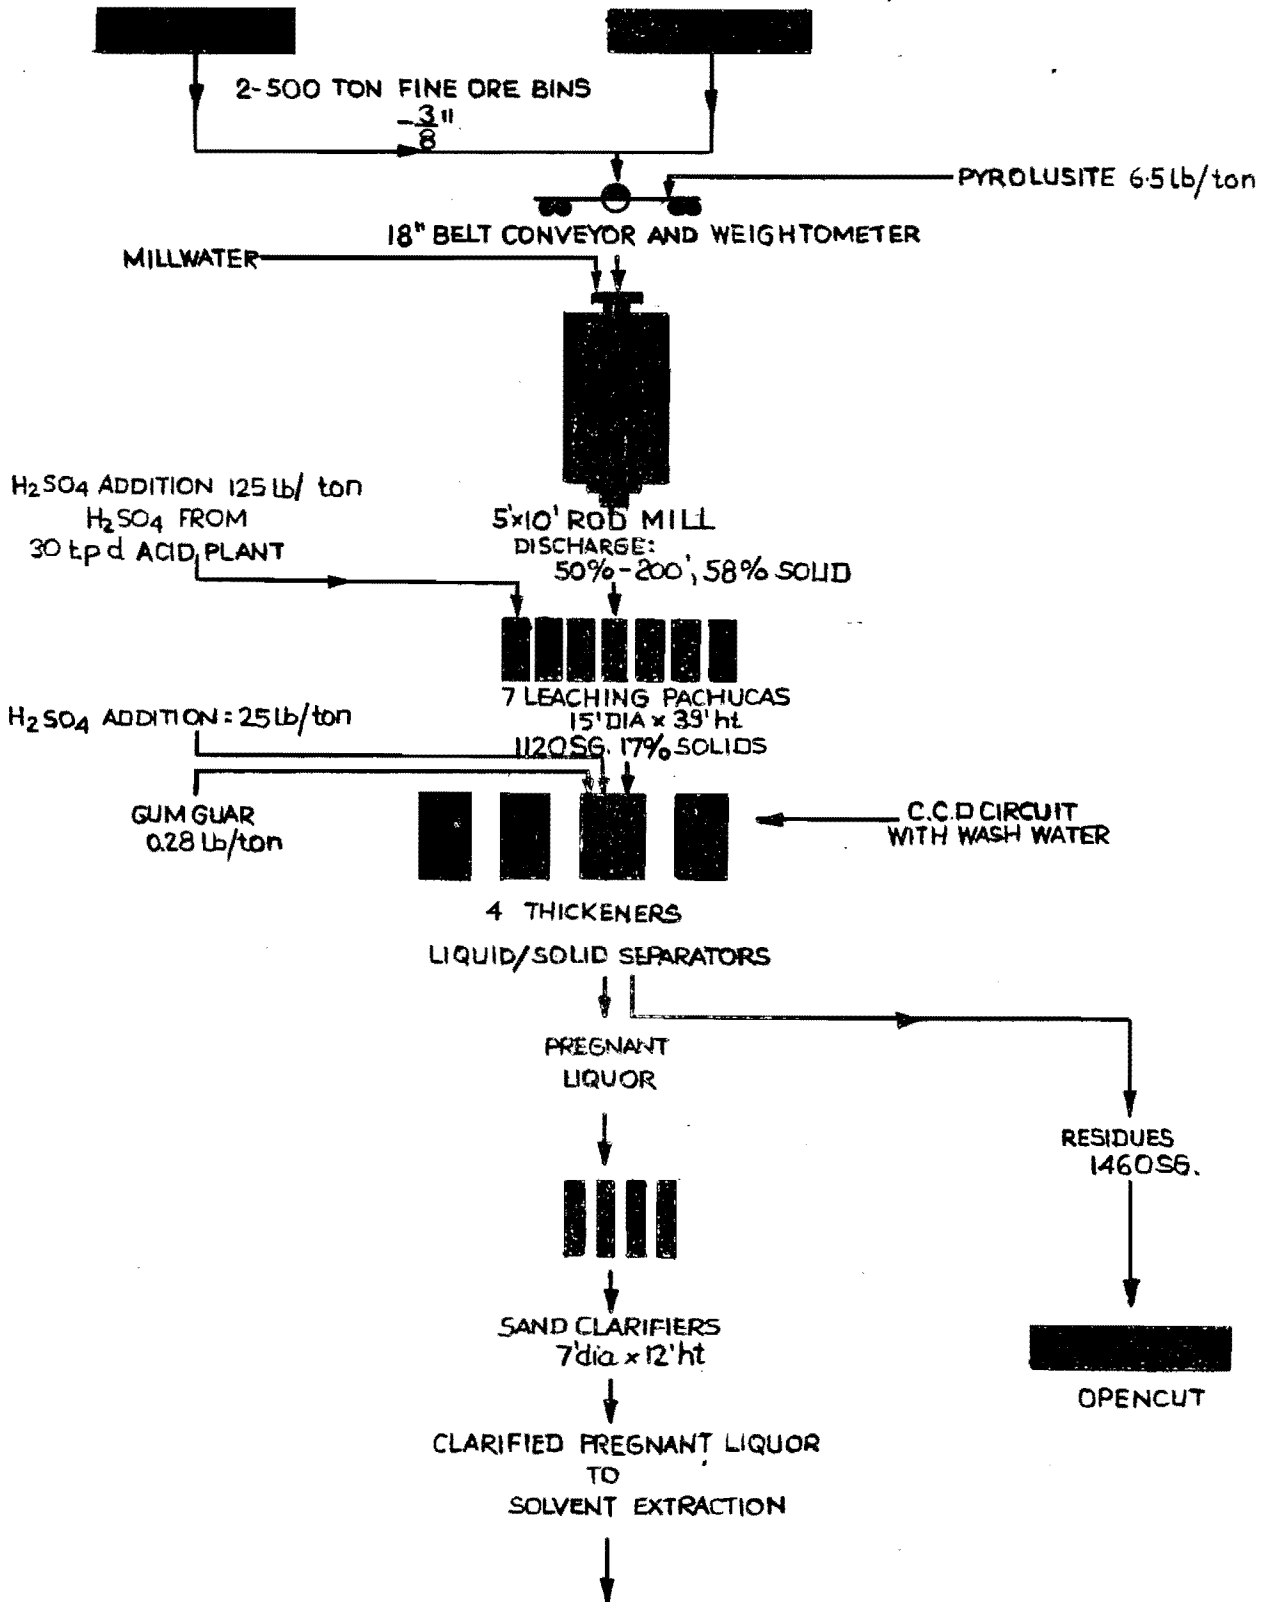 2-500 TON FINE ORE BINS
-3/8"
PYROLUSITE 6.5 lb/ton
18" BELT CONVEYOR AND WEIGHTOMETER
MILLWATER
H2SO4 ADDITION 125 lb/ ton
H2SO4 FROM
30 tpd ACID PLANT
5'x10' ROD MILL
DISCHARGE:
50%-200', 58% SOLID
7 LEACHING PACHUCAS
15' DIA x 39' ht
1120SG. 17% SOLIDS
H2SO4 ADDITION = 25 lb/ton
GUM GUAR
0.28 Lb/ton
C.C.D CIRCUIT
WITH WASH WATER
4 THICKENERS
LIQUID/SOLID SEPARATORS
PREGNANT
LIQUOR
RESIDUES
1460SG.
SAND CLARIFIERS
7'dia x 12' ht
OPENCUT
CLARIFIED PREGNANT LIQUOR
TO
SOLVENT EXTRACTION